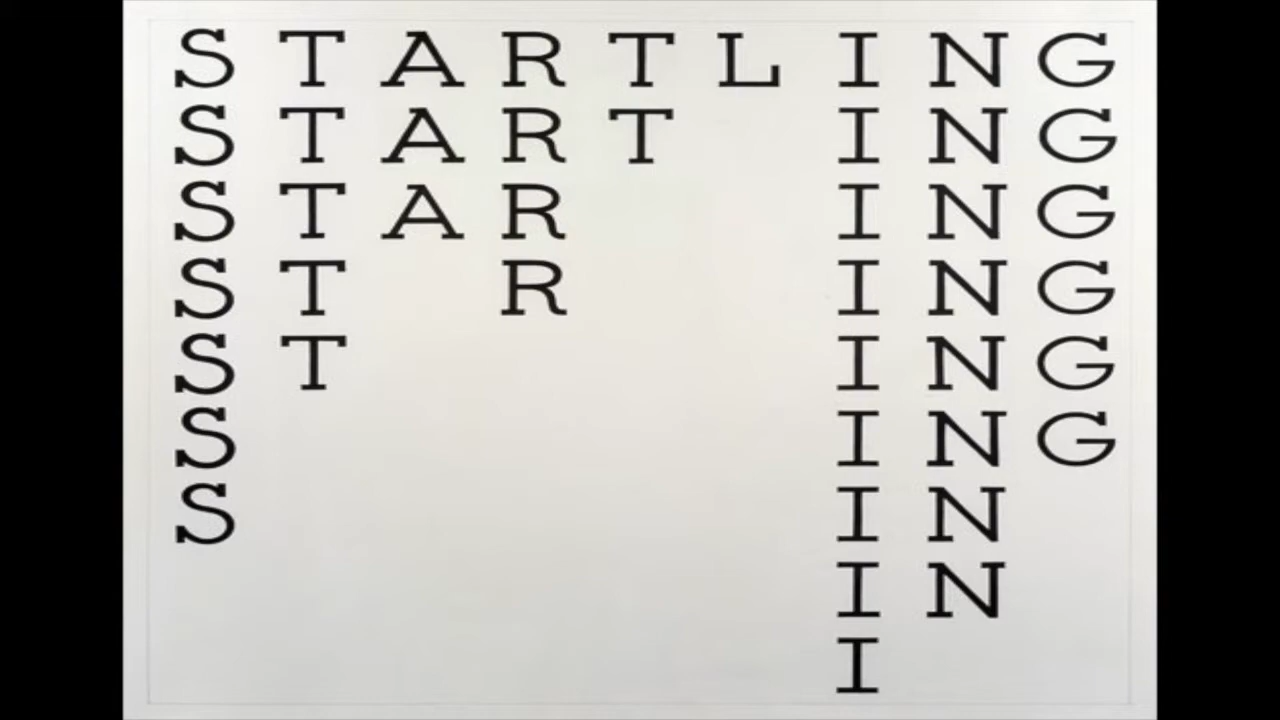 S T A R T L I N G
S T A R T I N G
S T A R I N G
S T R I N G
S T I N G
S I N G
S I N
I N
I